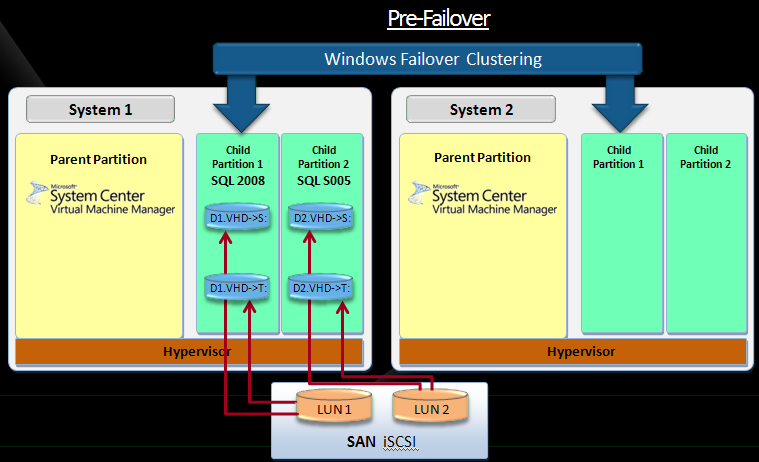 Pre-Failover
Windows Failover Clustering
System 1
Parent Partition
Microsoft
System Center
Virtual Machine Manager
Child
Partition 1
SQL 2008
Child
Partition 2
SQL S005
D1.VHD->S:
D2.VHD->S:
D1.VHD->T:
D2.VHD->T:
Hypervisor
System 2
Parent Partition
Microsoft
System Center
Virtual Machine Manager
Child
Partition 1
Child
Partition 2
Hypervisor
LUN 1
LUN 2
SAN iSCSI